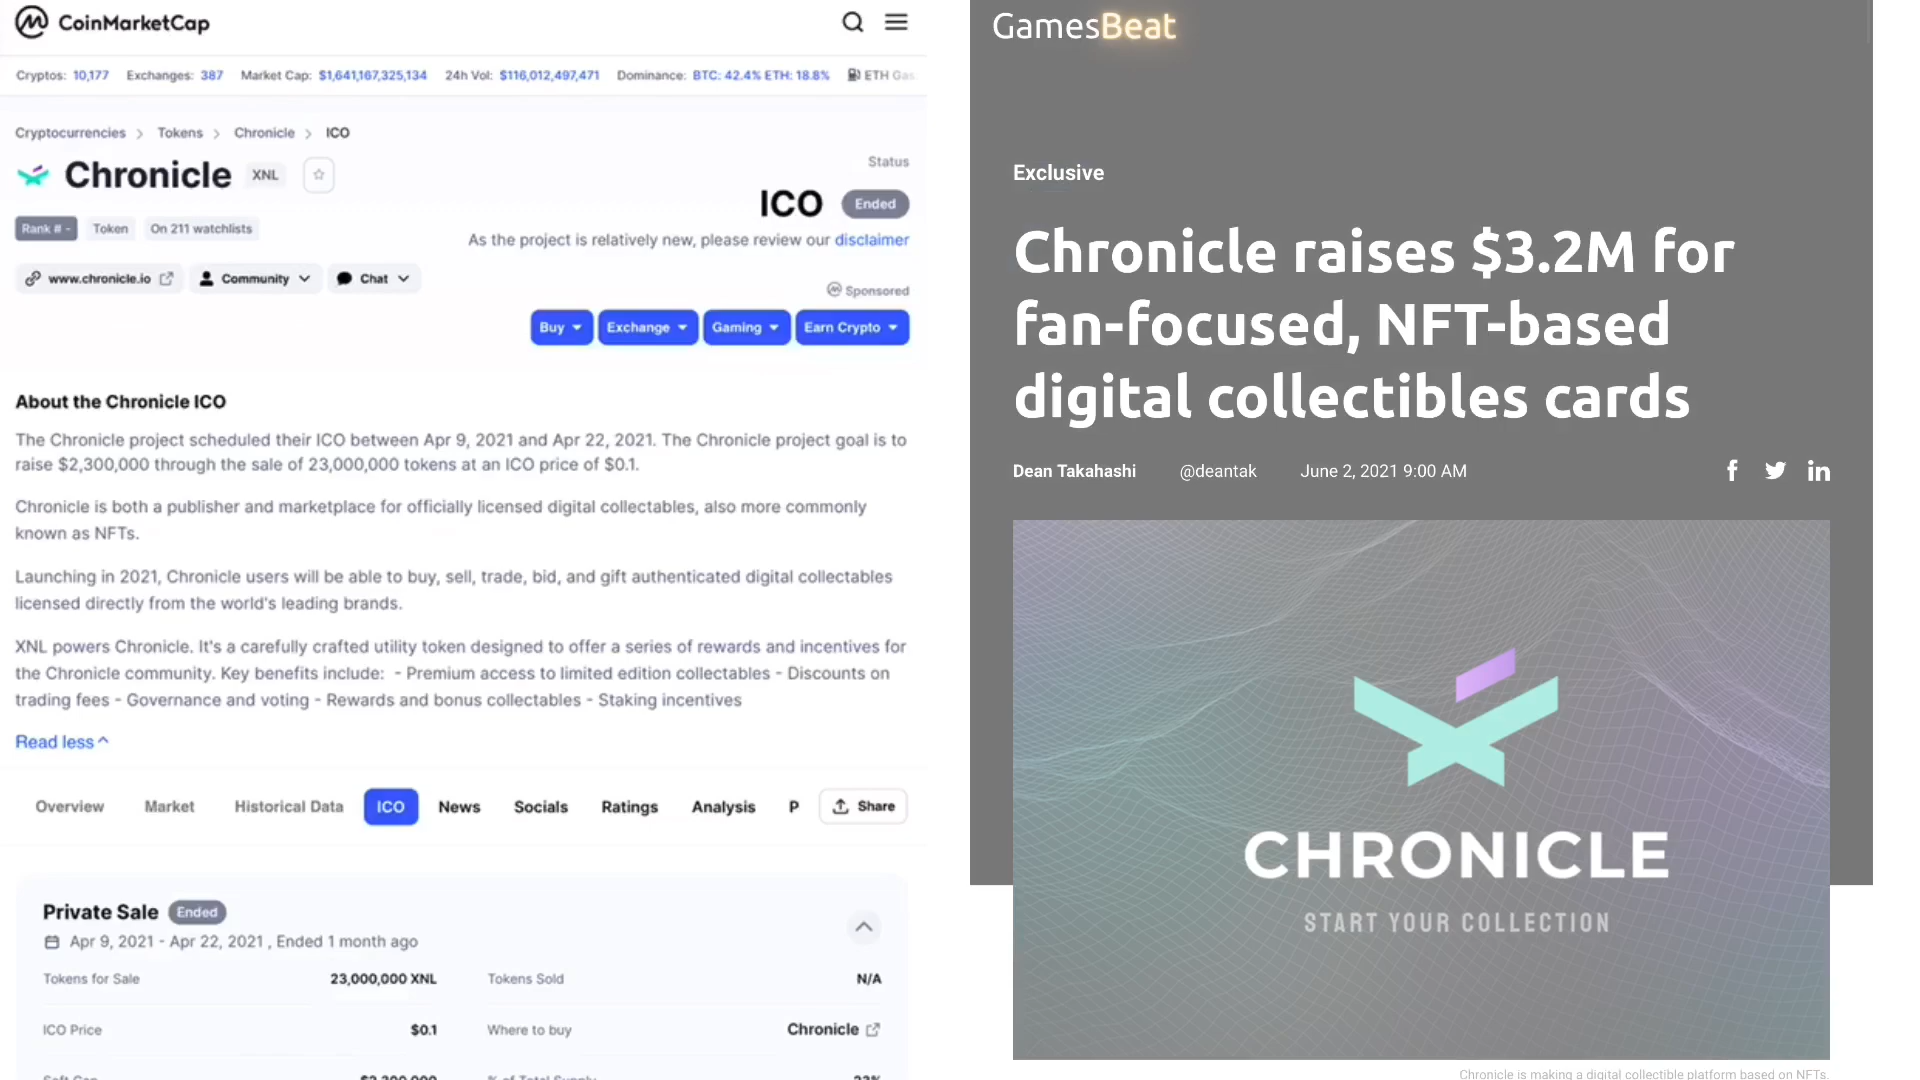 CoinMarketCap
Cryptos: 10,177 Exchanges: 387 Market Cap: $1,641,167,325,134 24h Vol: $116,012,497,471 Dominance: BTC: 42.4% ETH: 18.8% ETH Gas
Cryptocurrencies > Tokens > Chronicle > ICO
Chronicle XNL
Status
ICO Ended
Rank # - Token On 211 watchlists
As the project is relatively new, please review our disclaimer
www.chronicle.io Community Chat
Sponsored
Buy Exchange Gaming Earn Crypto
About the Chronicle ICO
The Chronicle project scheduled their ICO between Apr 9, 2021 and Apr 22, 2021. The Chronicle project goal is to
raise $2,300,000 through the sale of 23,000,000 tokens at an ICO price of $0.1.
Chronicle is both a publisher and marketplace for officially licensed digital collectables, also more commonly
known as NFTs.
Launching in 2021, Chronicle users will be able to buy, sell, trade, bid, and gift authenticated digital collectables
licensed directly from the world's leading brands.
XNL powers Chronicle. It's a carefully crafted utility token designed to offer a series of rewards and incentives for
the Chronicle community. Key benefits include: - Premium access to limited edition collectables - Discounts on
trading fees - Governance and voting - Rewards and bonus collectables - Staking incentives
Read less
Overview Market Historical Data ICO News Socials Ratings Analysis P Share
Private Sale Ended
Apr 9, 2021 - Apr 22, 2021 , Ended 1 month ago
Tokens for Sale 23,000,000 XNL Tokens Sold N/A
ICO Price $0.1 Where to buy Chronicle
Soft Cap $2,300,000 % of Total Supply 23%
GamesBeat
Exclusive
Chronicle raises $3.2M for
fan-focused, NFT-based
digital collectibles cards
Dean Takahashi @deantak June 2, 2021 9:00 AM
CHRONICLE
START YOUR COLLECTION
Chronicle is making a digital collectible platform based on NFTs.